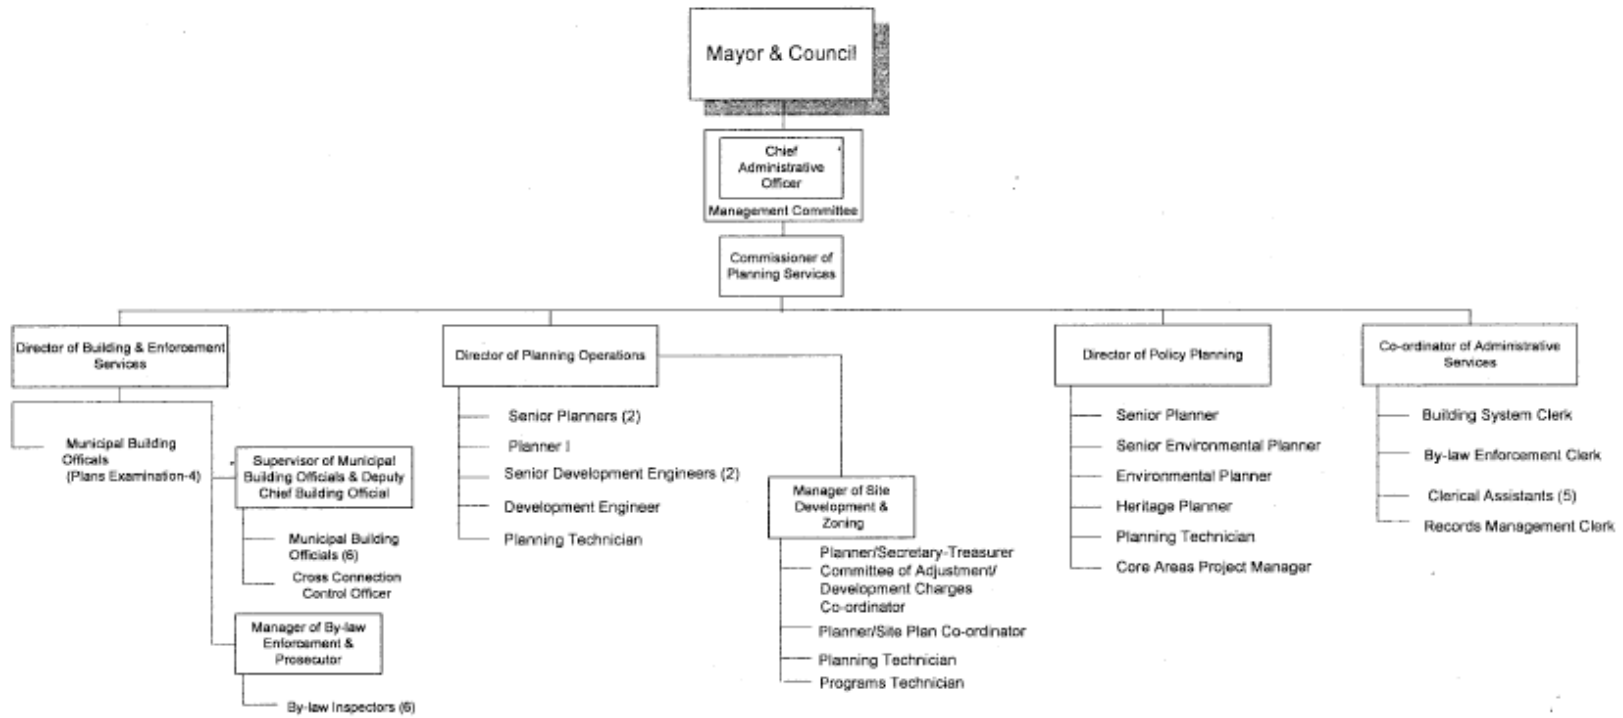 Mayor & Council
Chief
Administrative
Officer
Management Committee
Commissioner of
Planning Services
Director of Building & Enforcement
Services
Municipal Building
Officals
(Plans Examination-4)
Supervisor of Municipal
Building Officials & Deputy
Chief Building Official
Municipal Building
Officials (6)
Cross Connection
Control Officer
Manager of By-law
Enforcement &
Prosecutor
By-law Inspectors (6)
Director of Planning Operations
Senior Planners (2)
Planner I
Senior Development Engineers (2)
Development Engineer
Planning Technician
Manager of Site
Development &
Zoning
Planner/Secretary-Treasurer
Committee of Adjustment/
Development Charges
Co-ordinator
Planner/Site Plan Co-ordinator
Planning Technician
Programs Technician
Director of Policy Planning
Senior Planner
Senior Environmental Planner
Environmental Planner
Heritage Planner
Planning Technician
Core Areas Project Manager
Co-ordinator of Administrative
Services
Building System Clerk
By-law Enforcement Clerk
Clerical Assistants (5)
Records Management Clerk